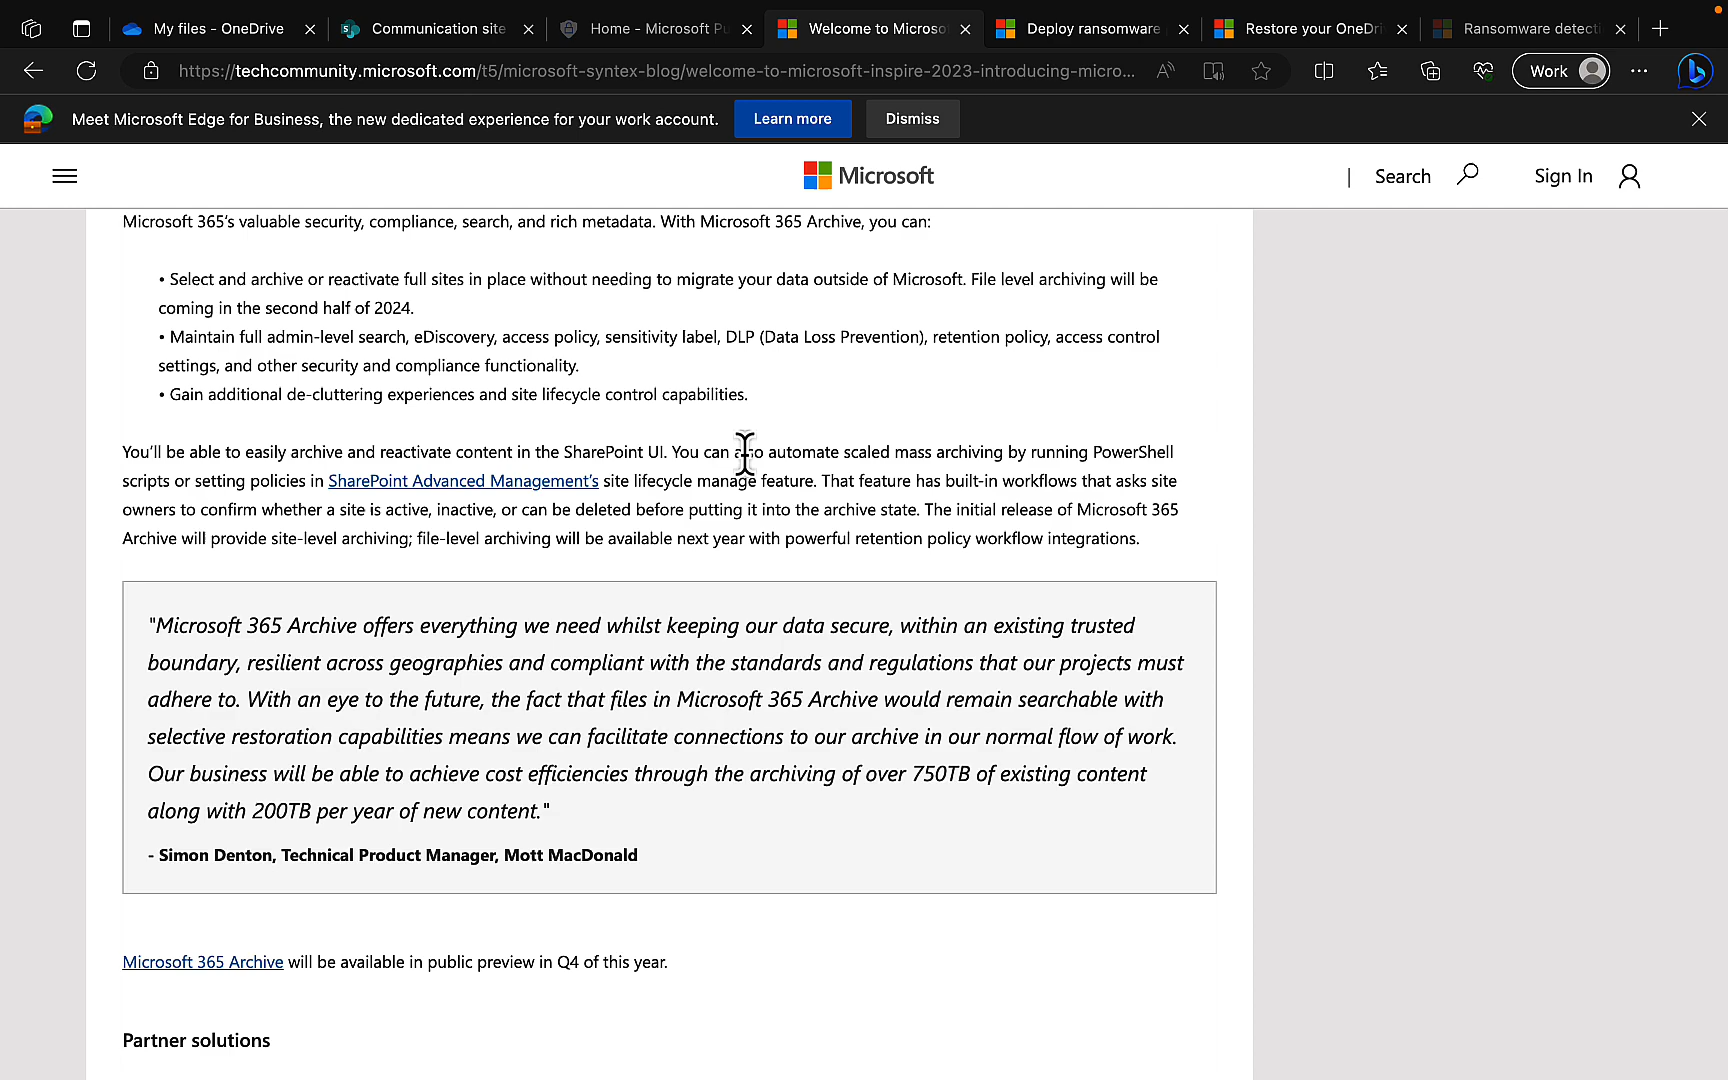 My files - OneDrive
Communication site
Home - Microsoft Pu
Welcome to Microso
Deploy ransomware
Restore your OneDri
Ransomware detecti
https://techcommunity.microsoft.com/t5/microsoft-syntex-blog/welcome-to-microsoft-inspire-2023-introducing-micro...
Work
Meet Microsoft Edge for Business, the new dedicated experience for your work account.
Learn more
Dismiss
Microsoft
| Search
Sign In
Microsoft 365's valuable security, compliance, search, and rich metadata. With Microsoft 365 Archive, you can:
• Select and archive or reactivate full sites in place without needing to migrate your data outside of Microsoft. File level archiving will be
coming in the second half of 2024.
• Maintain full admin-level search, eDiscovery, access policy, sensitivity label, DLP (Data Loss Prevention), retention policy, access control
settings, and other security and compliance functionality.
• Gain additional de-cluttering experiences and site lifecycle control capabilities.
You'll be able to easily archive and reactivate content in the SharePoint UI. You can also automate scaled mass archiving by running PowerShell
scripts or setting policies in SharePoint Advanced Management's site lifecycle manage feature. That feature has built-in workflows that asks site
owners to confirm whether a site is active, inactive, or can be deleted before putting it into the archive state. The initial release of Microsoft 365
Archive will provide site-level archiving; file-level archiving will be available next year with powerful retention policy workflow integrations.
"Microsoft 365 Archive offers everything we need whilst keeping our data secure, within an existing trusted
boundary, resilient across geographies and compliant with the standards and regulations that our projects must
adhere to. With an eye to the future, the fact that files in Microsoft 365 Archive would remain searchable with
selective restoration capabilities means we can facilitate connections to our archive in our normal flow of work.
Our business will be able to achieve cost efficiencies through the archiving of over 750TB of existing content
along with 200TB per year of new content."
- Simon Denton, Technical Product Manager, Mott MacDonald
Microsoft 365 Archive will be available in public preview in Q4 of this year.
Partner solutions